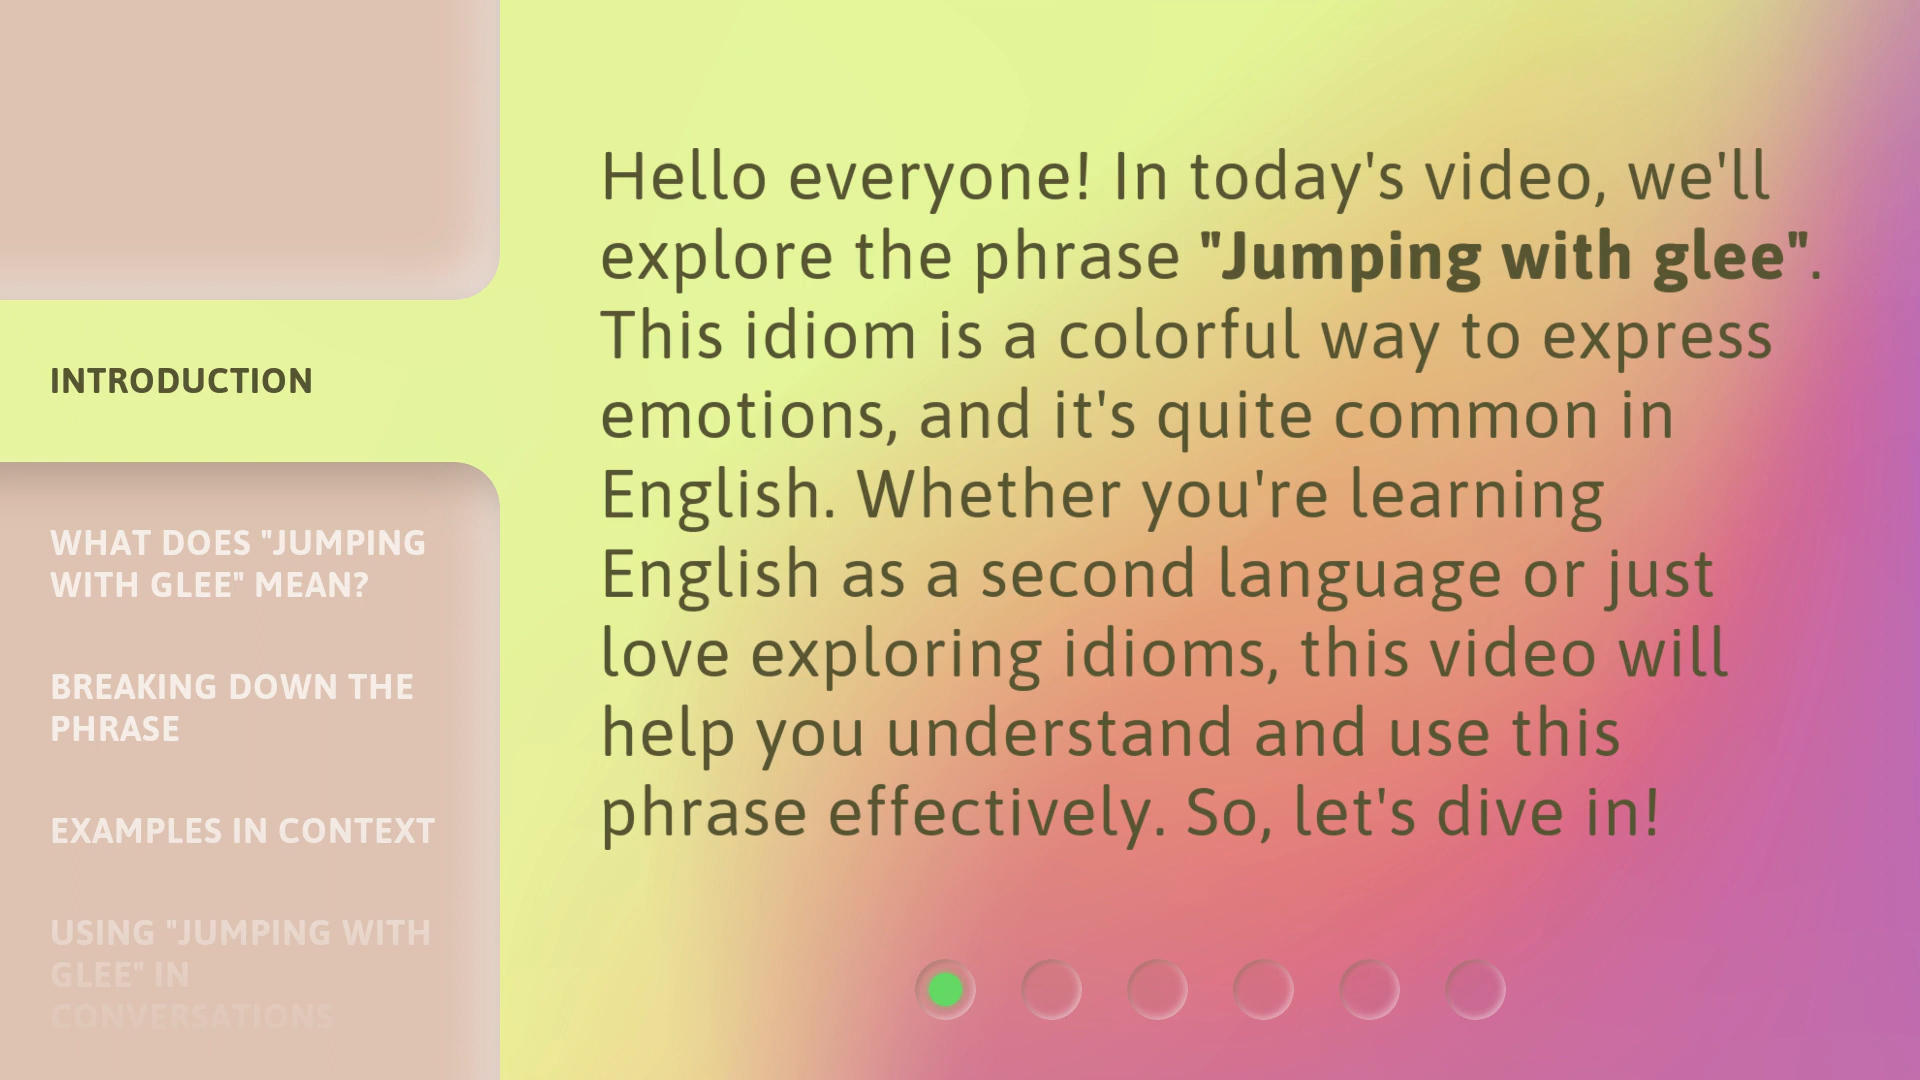 INTRODUCTION
WHAT DOES "JUMPING
WITH GLEE" MEAN?
BREAKING DOWN THE
PHRASE
EXAMPLES IN CONTEXT
USING "JUMPING WITH
GLEE" IN
CONVERSATIONS
Hello everyone! In today's video, we'll
explore the phrase "Jumping with glee".
This idiom is a colorful way to express
emotions, and it's quite common in
English. Whether you're learning
English as a second language or just
love exploring idioms, this video will
help you understand and use this
phrase effectively. So, let's dive in!